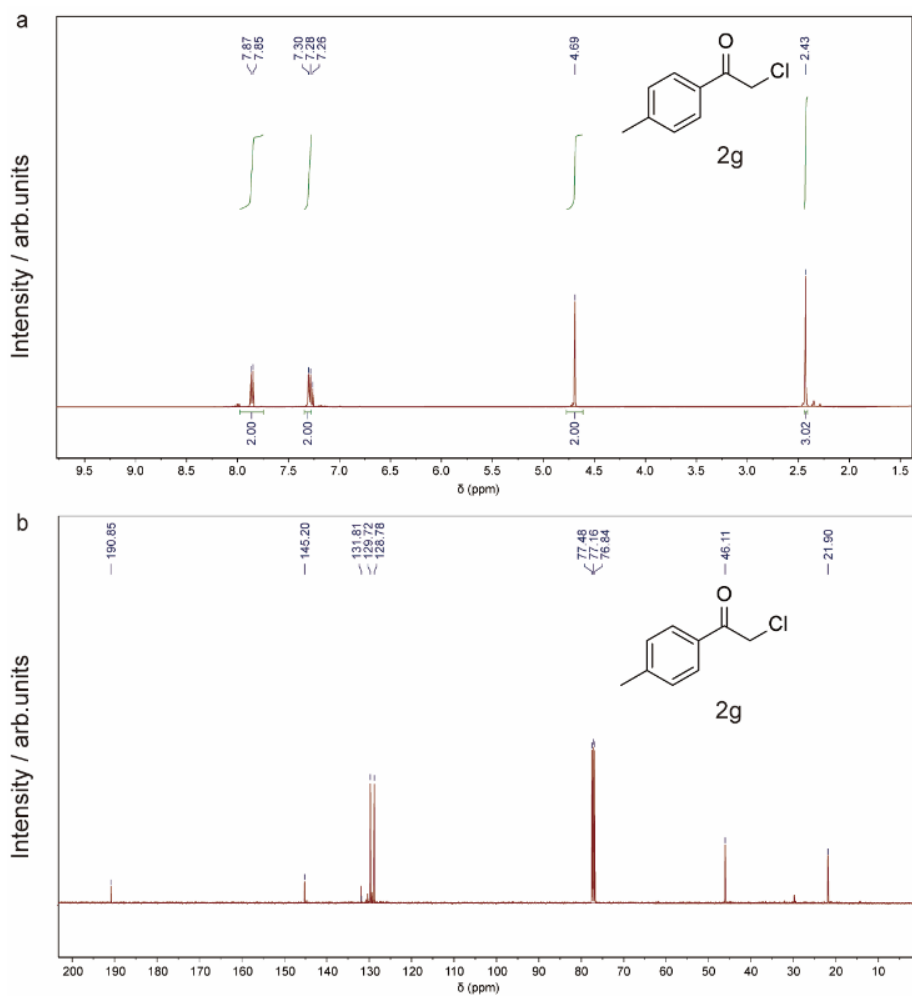 a
7.87
7.85
7.30
7.28
7.26
4.69
2.43
O
Cl
2g
Intensity / arb.units
2.00
2.00
2.00
3.02
9.5 9.0 8.5 8.0 7.5 7.0 6.5 6.0 5.5 5.0 4.5 4.0 3.5 3.0 2.5 2.0 1.5
δ (ppm)
b
190.85
145.20
131.81
129.72
128.78
77.48
77.16
76.84
46.11
21.90
O
Cl
2g
Intensity / arb.units
200 190 180 170 160 150 140 130 120 110 100 90 80 70 60 50 40 30 20 10
δ (ppm)